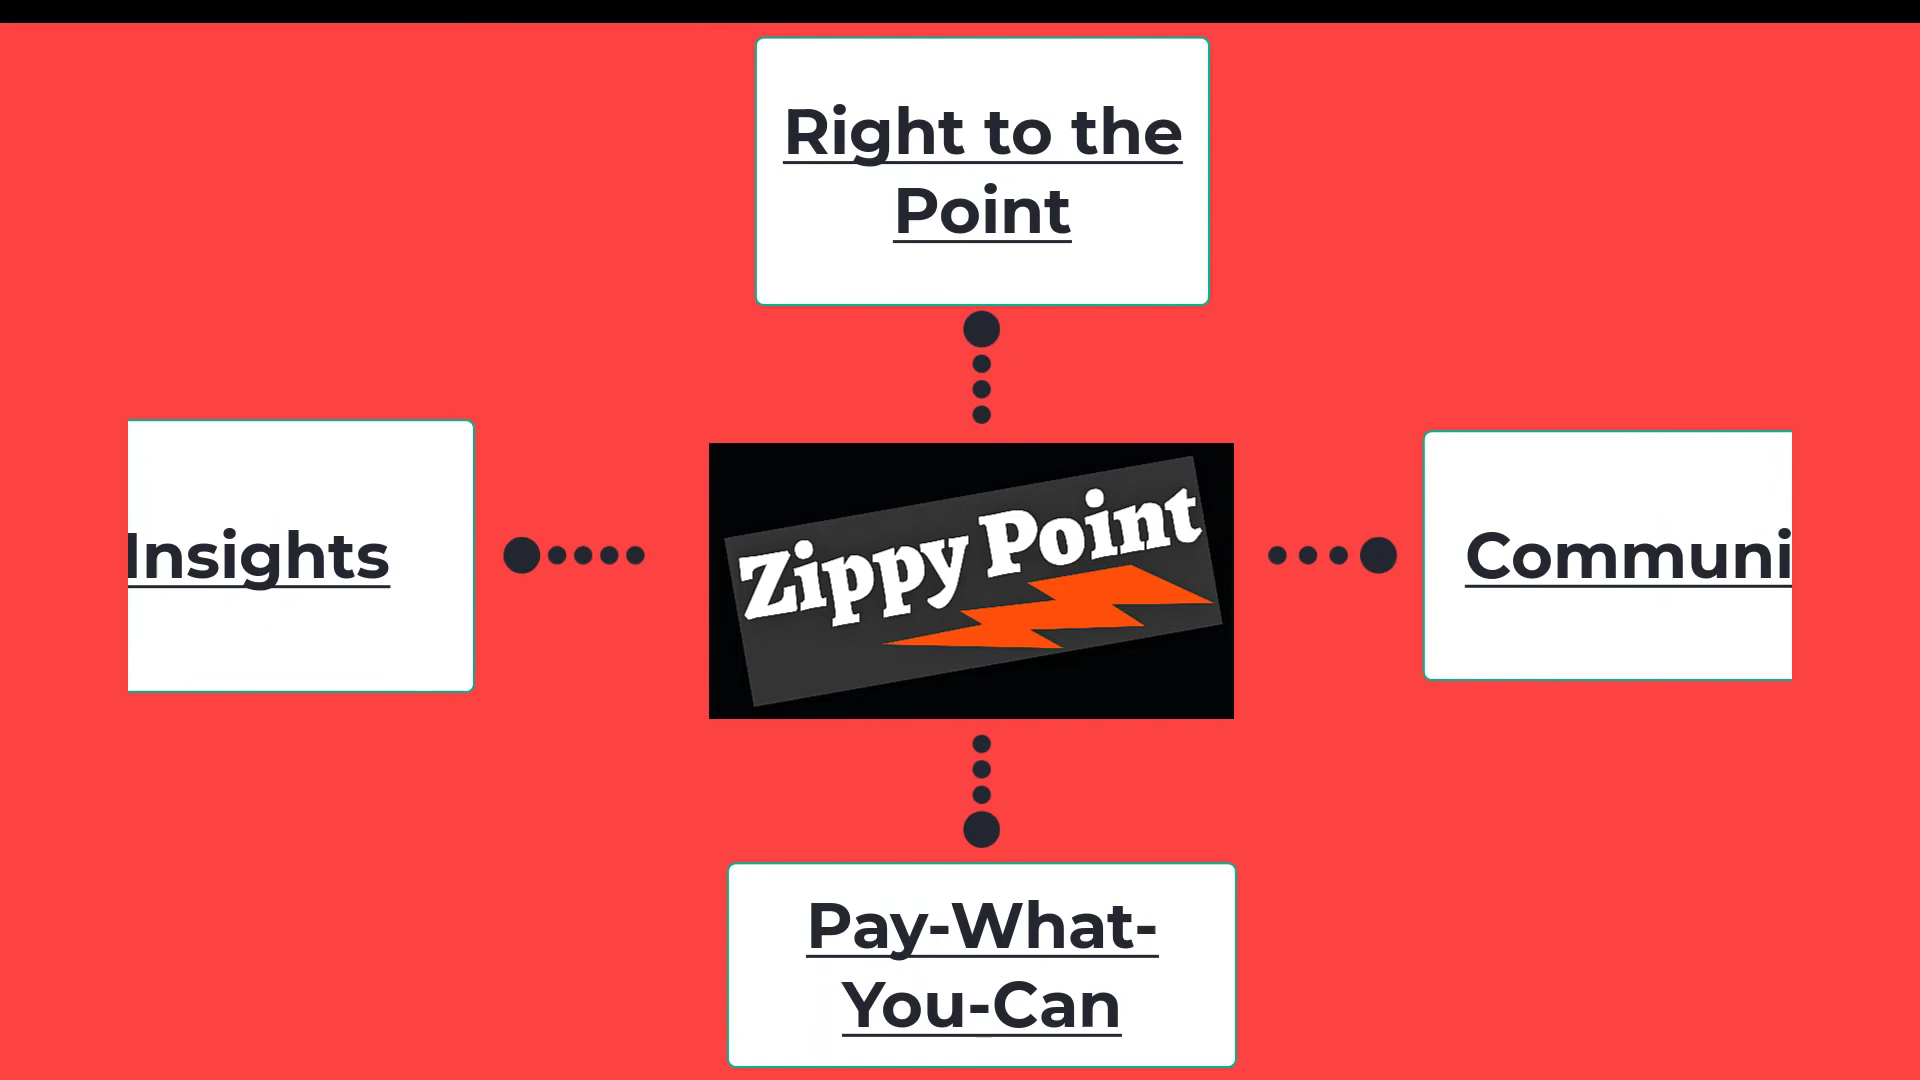 Right to the
Point
Insights
Zippy Point
Communi
Pay-What-
You-Can